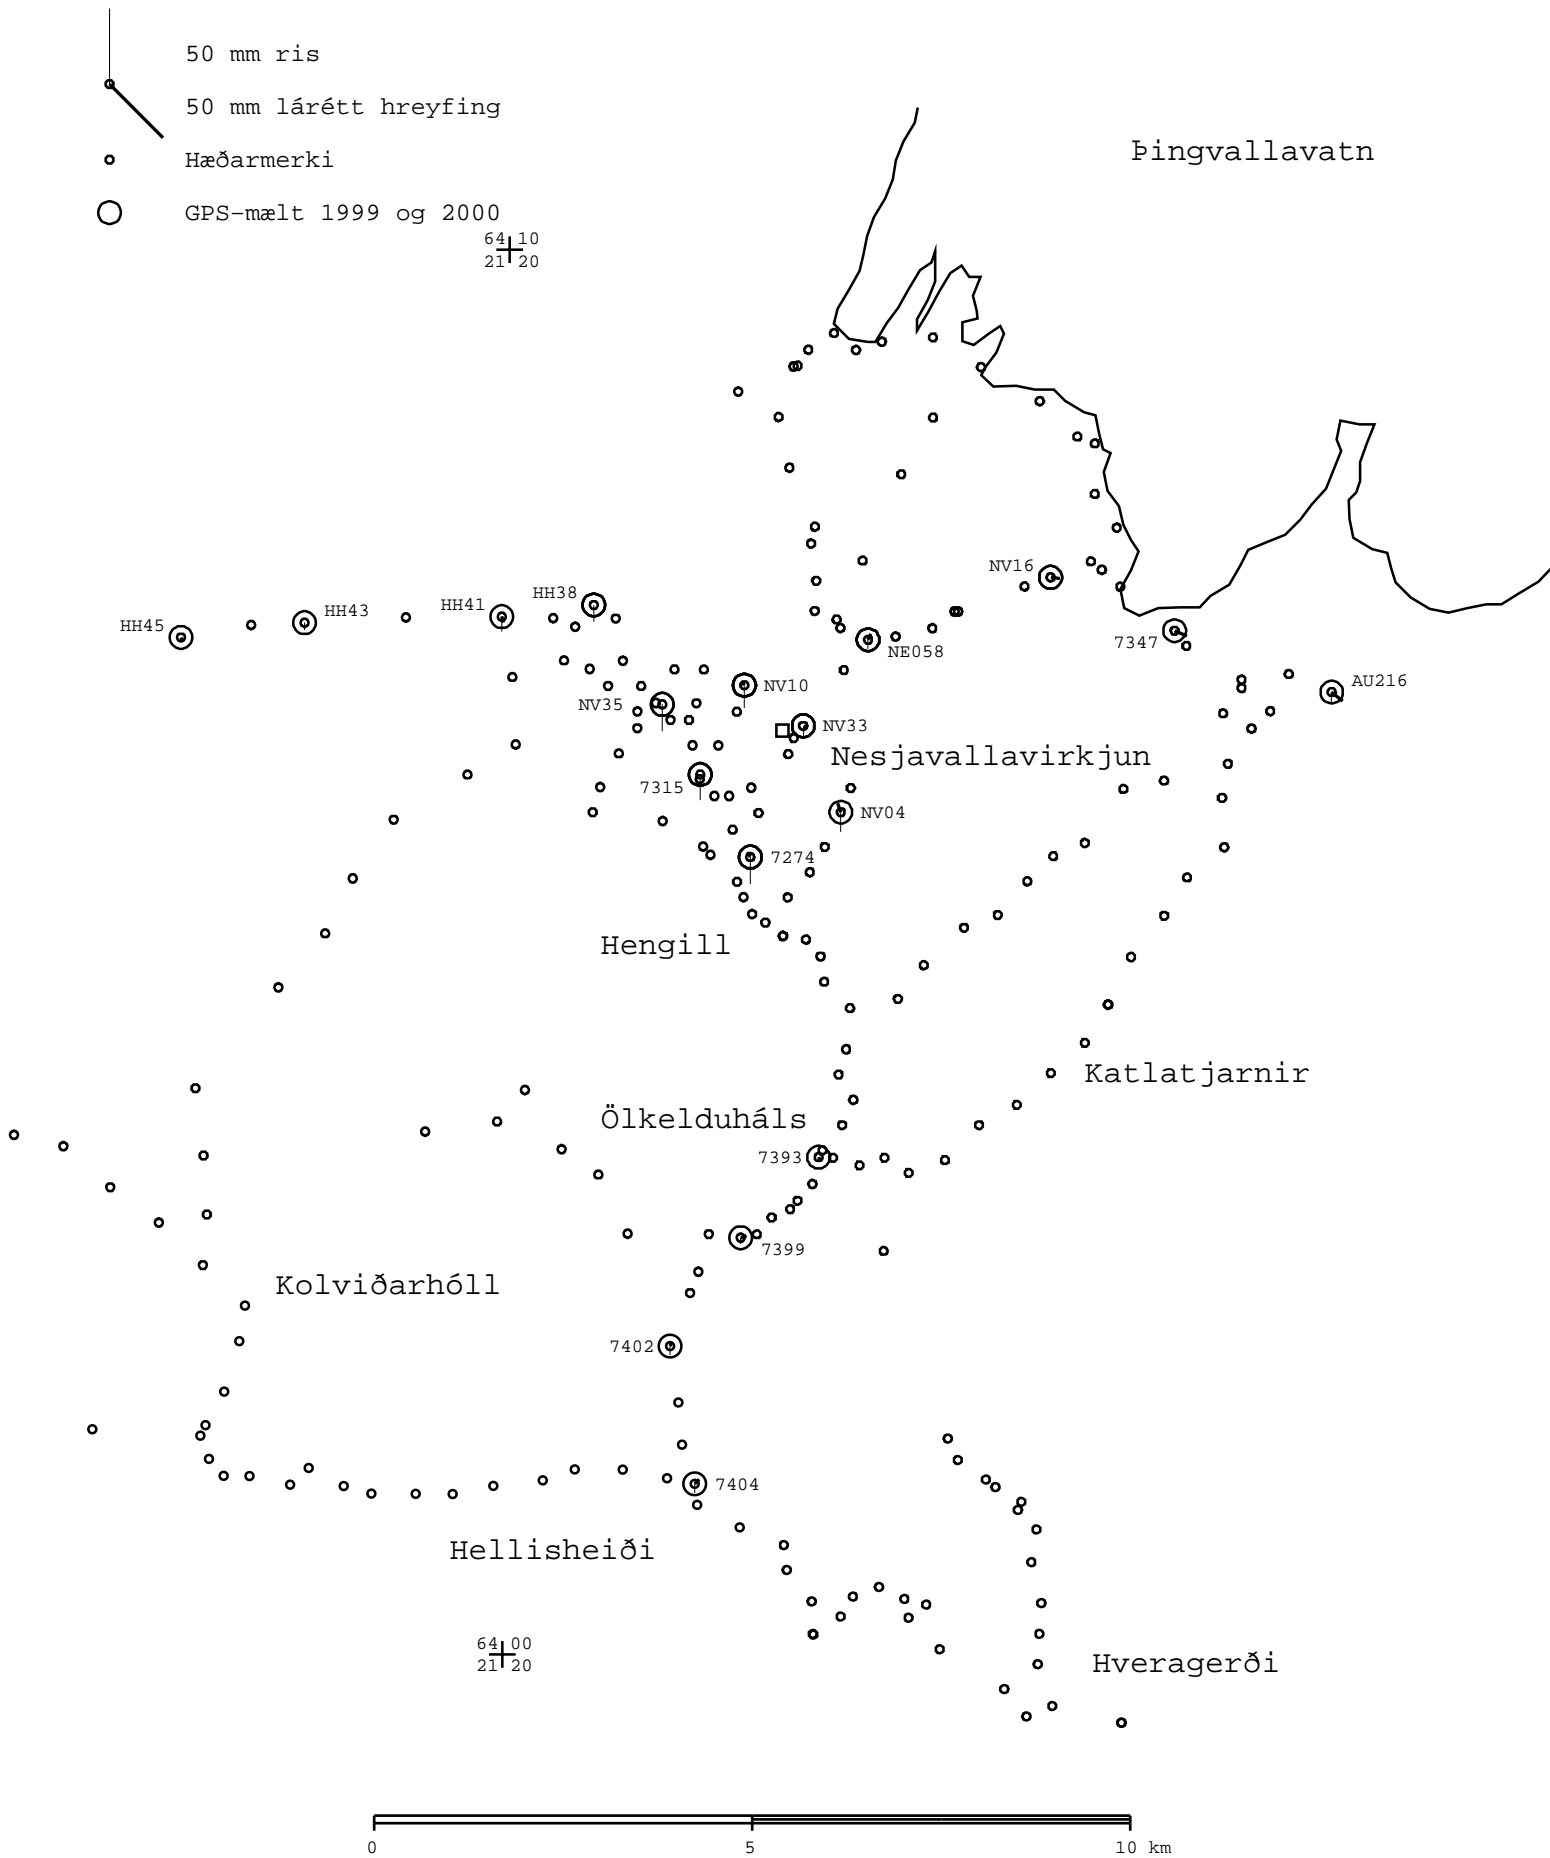 50 mm ris
50 mm lárétt hreyfing
Hæðarmerki
GPS-mælt 1999 og 2000
Þingvallavatn
64 10
21 20
NV16
HH45
HH43
HH41
HH38
7347
NE058
AU216
NV10
NV35
NV33
Nesjavallavirkjun
7315
NV04
7274
Hengill
Katlatjarnir
Ölkelduháls
7393
7399
Kolviðarhóll
7402
7404
Hellisheiði
64 00
21 20
Hveragerði
0 5 10 km